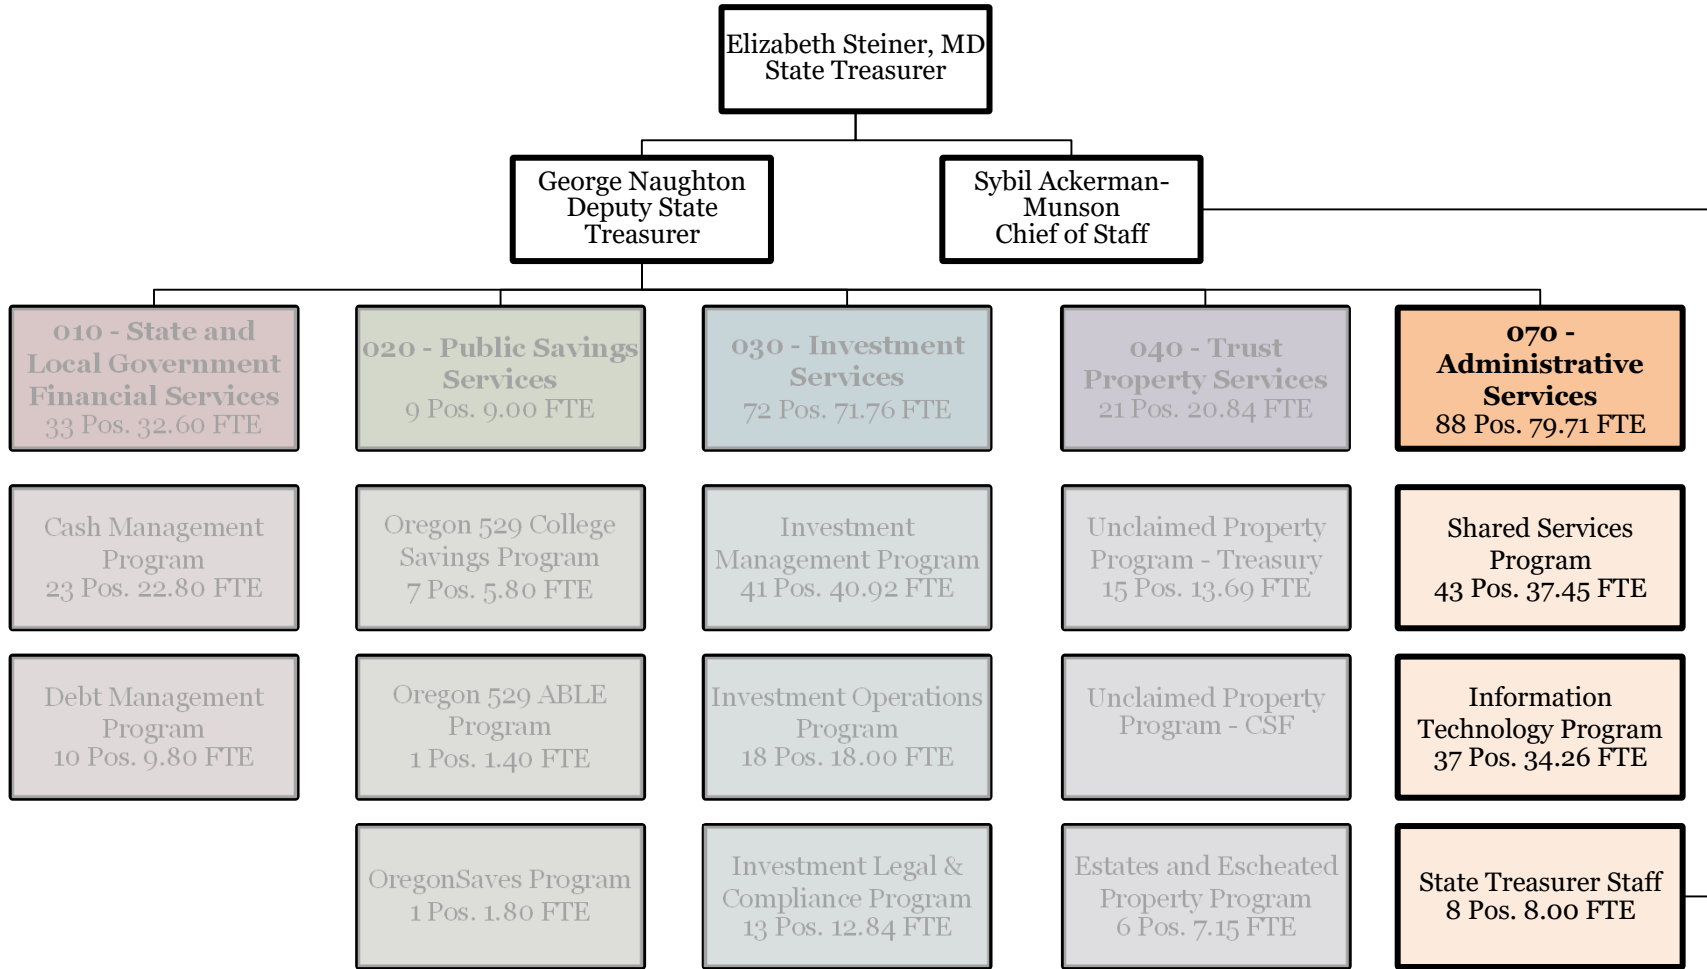 Elizabeth Steiner, MD
State Treasurer
George Naughton
Deputy State
Treasurer
Sybil Ackerman-
Munson
Chief of Staff
010 - State and
Local Government
Financial Services
33 Pos. 32.60 FTE
020 - Public Savings
Services
9 Pos. 9.00 FTE
030 - Investment
Services
72 Pos. 71.76 FTE
040 - Trust
Property Services
21 Pos. 20.84 FTE
070 -
Administrative
Services
88 Pos. 79.71 FTE
Cash Management
Program
23 Pos. 22.80 FTE
Oregon 529 College
Savings Program
7 Pos. 5.80 FTE
Investment
Management Program
41 Pos. 40.92 FTE
Unclaimed Property
Program - Treasury
15 Pos. 13.69 FTE
Shared Services
Program
43 Pos. 37.45 FTE
Debt Management
Program
10 Pos. 9.80 FTE
Oregon 529 ABLE
Program
1 Pos. 1.40 FTE
Investment Operations
Program
18 Pos. 18.00 FTE
Unclaimed Property
Program - CSF
Information
Technology Program
37 Pos. 34.26 FTE
OregonSaves Program
1 Pos. 1.80 FTE
Investment Legal &
Compliance Program
13 Pos. 12.84 FTE
Estates and Escheated
Property Program
6 Pos. 7.15 FTE
State Treasurer Staff
8 Pos. 8.00 FTE